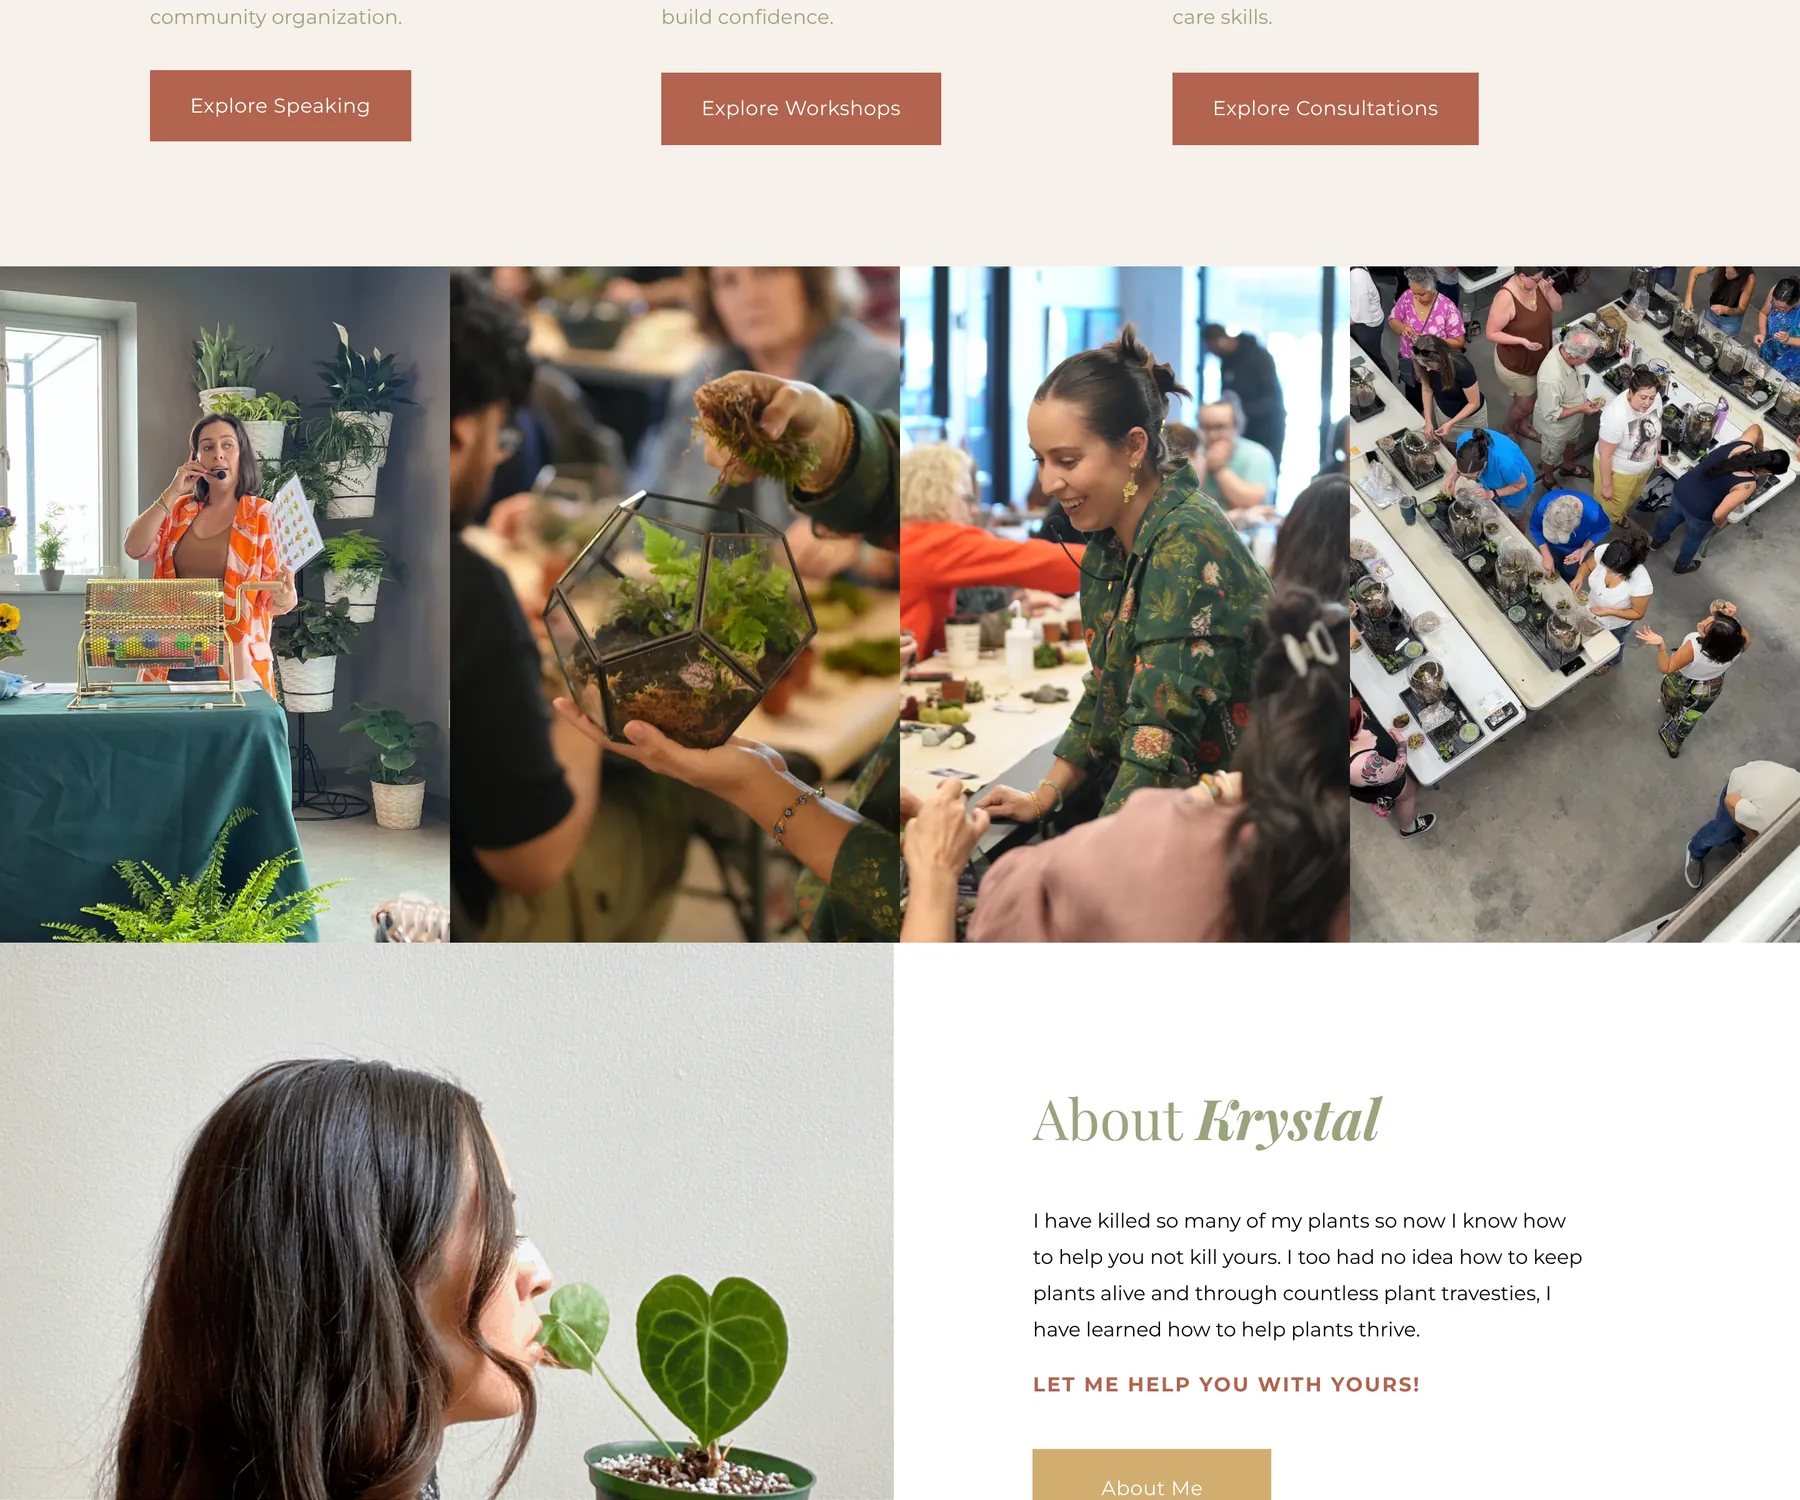 community organization.
build confidence.
care skills.
Explore Speaking
Explore Workshops
Explore Consultations
About Krystal
I have killed so many of my plants so now I know how
to help you not kill yours. I too had no idea how to keep
plants alive and through countless plant travesties, I
have learned how to help plants thrive.
LET ME HELP YOU WITH YOURS!
About Me